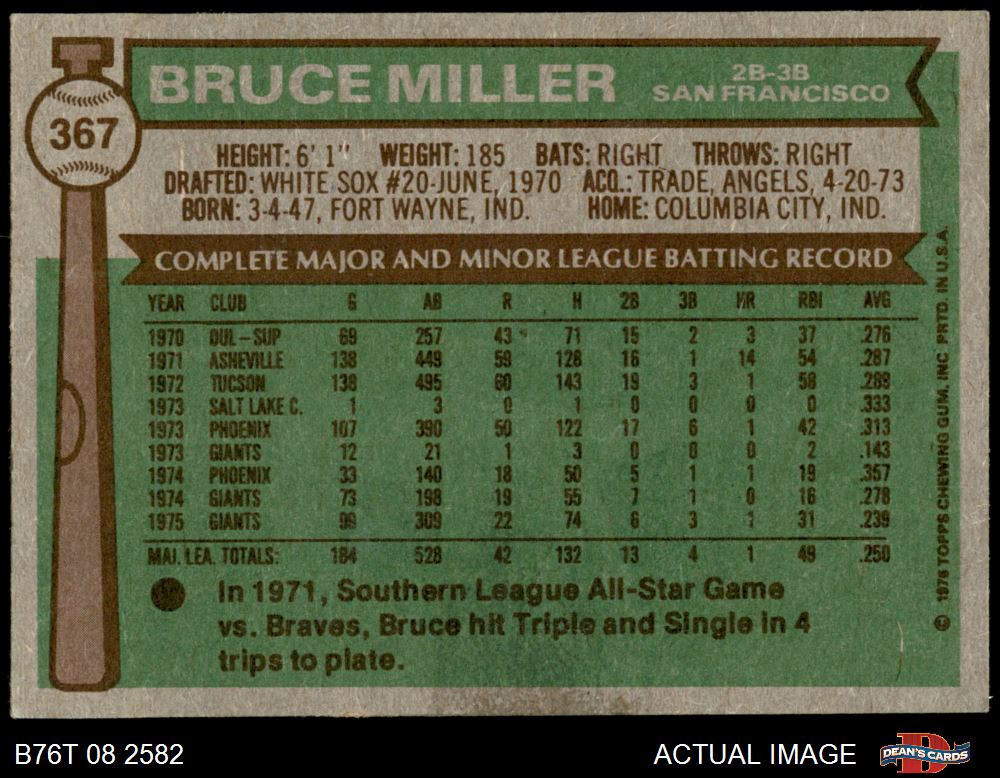 BRUCE MILLER
2B-3B
SAN FRANCISCO
367
HEIGHT: 6' 1" WEIGHT: 185 BATS: RIGHT THROWS: RIGHT
DRAFTED: WHITE SOX #20-JUNE, 1970 ACQ.: TRADE, ANGELS, 4-20-73
BORN: 3-4-47, FORT WAYNE, IND. HOME: COLUMBIA CITY, IND.
COMPLETE MAJOR AND MINOR LEAGUE BATTING RECORD
YEAR CLUB G AB R H 2B 3B HR RBI AVG
1970 DUL-SUP 69 257 43 71 15 2 3 37 .276
1971 ASHEVILLE 138 449 59 128 16 1 14 54 .287
1972 TUCSON 138 495 60 143 19 3 1 58 .289
1973 SALT LAKE C. 1 3 0 1 0 0 0 0 .333
1973 PHOENIX 107 390 50 122 17 6 1 42 .313
1973 GIANTS 12 21 1 3 0 0 0 2 .143
1974 PHOENIX 33 140 18 50 5 1 1 19 .357
1974 GIANTS 73 198 19 55 7 1 0 16 .278
1975 GIANTS 99 309 22 74 6 3 1 31 .239
MAJ. LEA. TOTALS: 184 528 42 132 13 4 1 49 .250
In 1971, Southern League All-Star Game
vs. Braves, Bruce hit Triple and Single in 4
trips to plate.
© 1976 TOPPS CHEWING GUM, INC. PRTD. IN U.S.A.
B76T 08 2582
ACTUAL IMAGE
D
DEAN'S CARDS